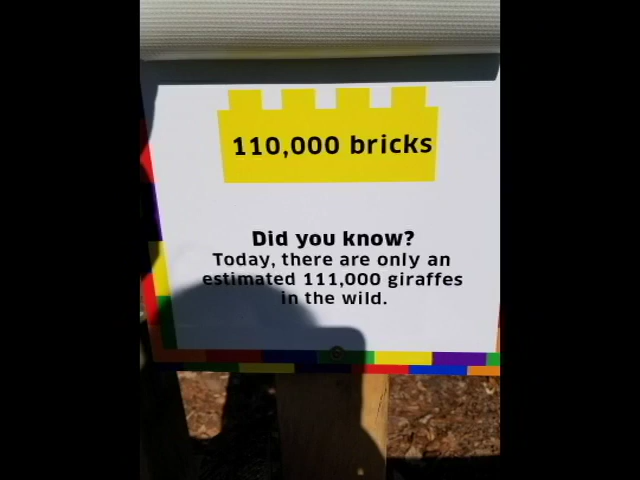 110,000 bricks
Did you know?
Today, there are only an
estimated 111,000 giraffes
in the wild.